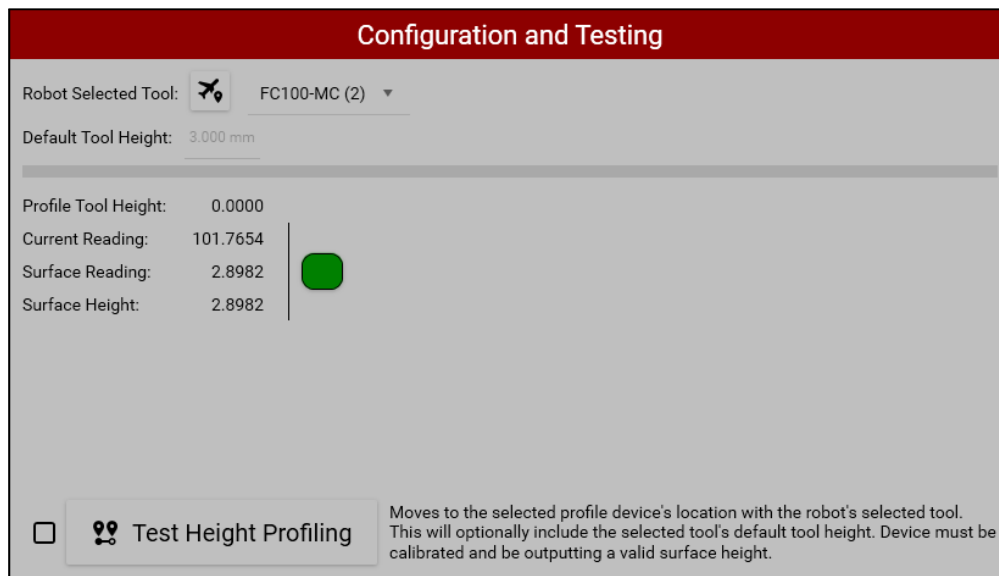 Configuration and Testing
Robot Selected Tool: FC100-MC (2)
Default Tool Height: 3.000 mm
Profile Tool Height: 0.0000
Current Reading: 101.7654
Surface Reading: 2.8982
Surface Height: 2.8982
Test Height Profiling
Moves to the selected profile device's location with the robot's selected tool.
This will optionally include the selected tool's default tool height. Device must be
calibrated and be outputting a valid surface height.